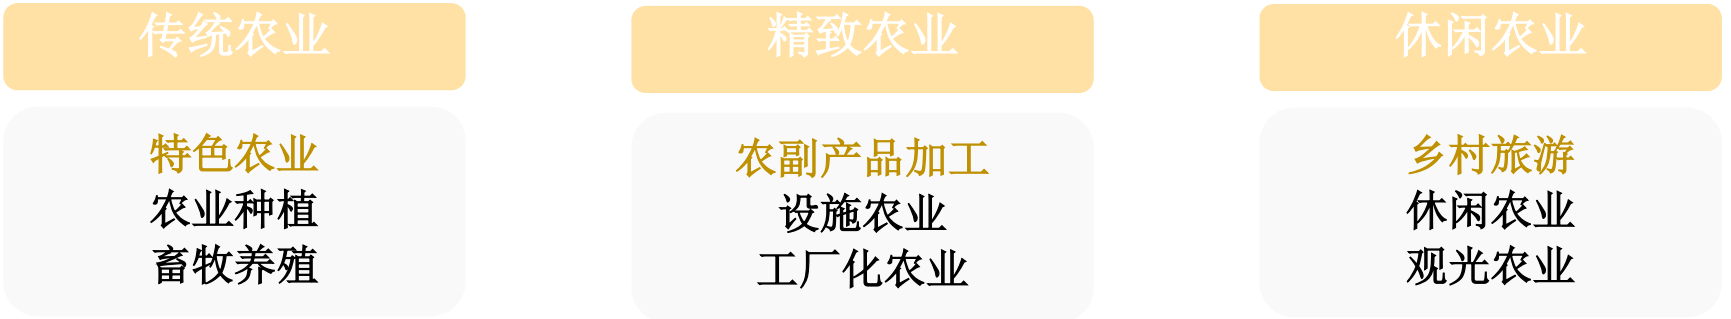 传统农业
特色农业
农业种植
畜牧养殖
精致农业
农副产品加工
设施农业
工厂化农业
休闲农业
乡村旅游
休闲农业
观光农业